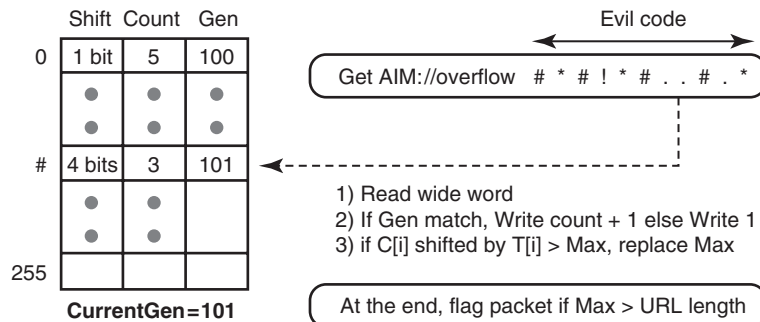 Shift Count Gen
Evil code
0 1 bit 5 100
Get AIM://overflow # * # ! * # . . # . *
# 4 bits 3 101
1) Read wide word
2) If Gen match, Write count + 1 else Write 1
3) if C[i] shifted by T[i] > Max, replace Max
255
CurrentGen=101
At the end, flag packet if Max > URL length